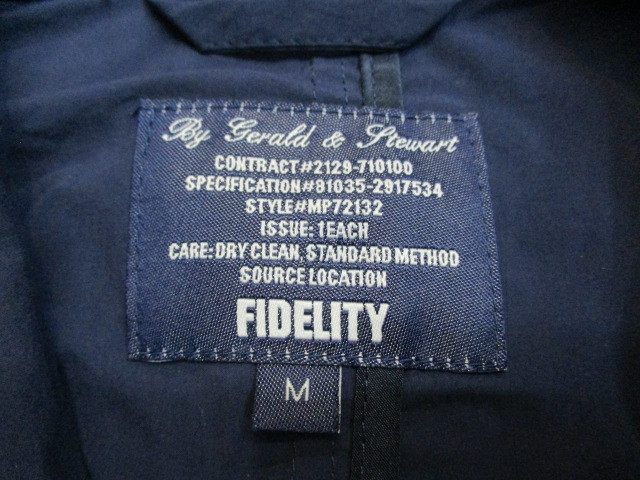 By Gerald & Stewart
CONTRACT#2129-710100
SPECIFICATION#91035-2917534
STYLE#MP72132
ISSUE: 1EACH
CARE: DRY CLEAN, STANDARD METHOD
SOURCE LOCATION
FIDELITY
M